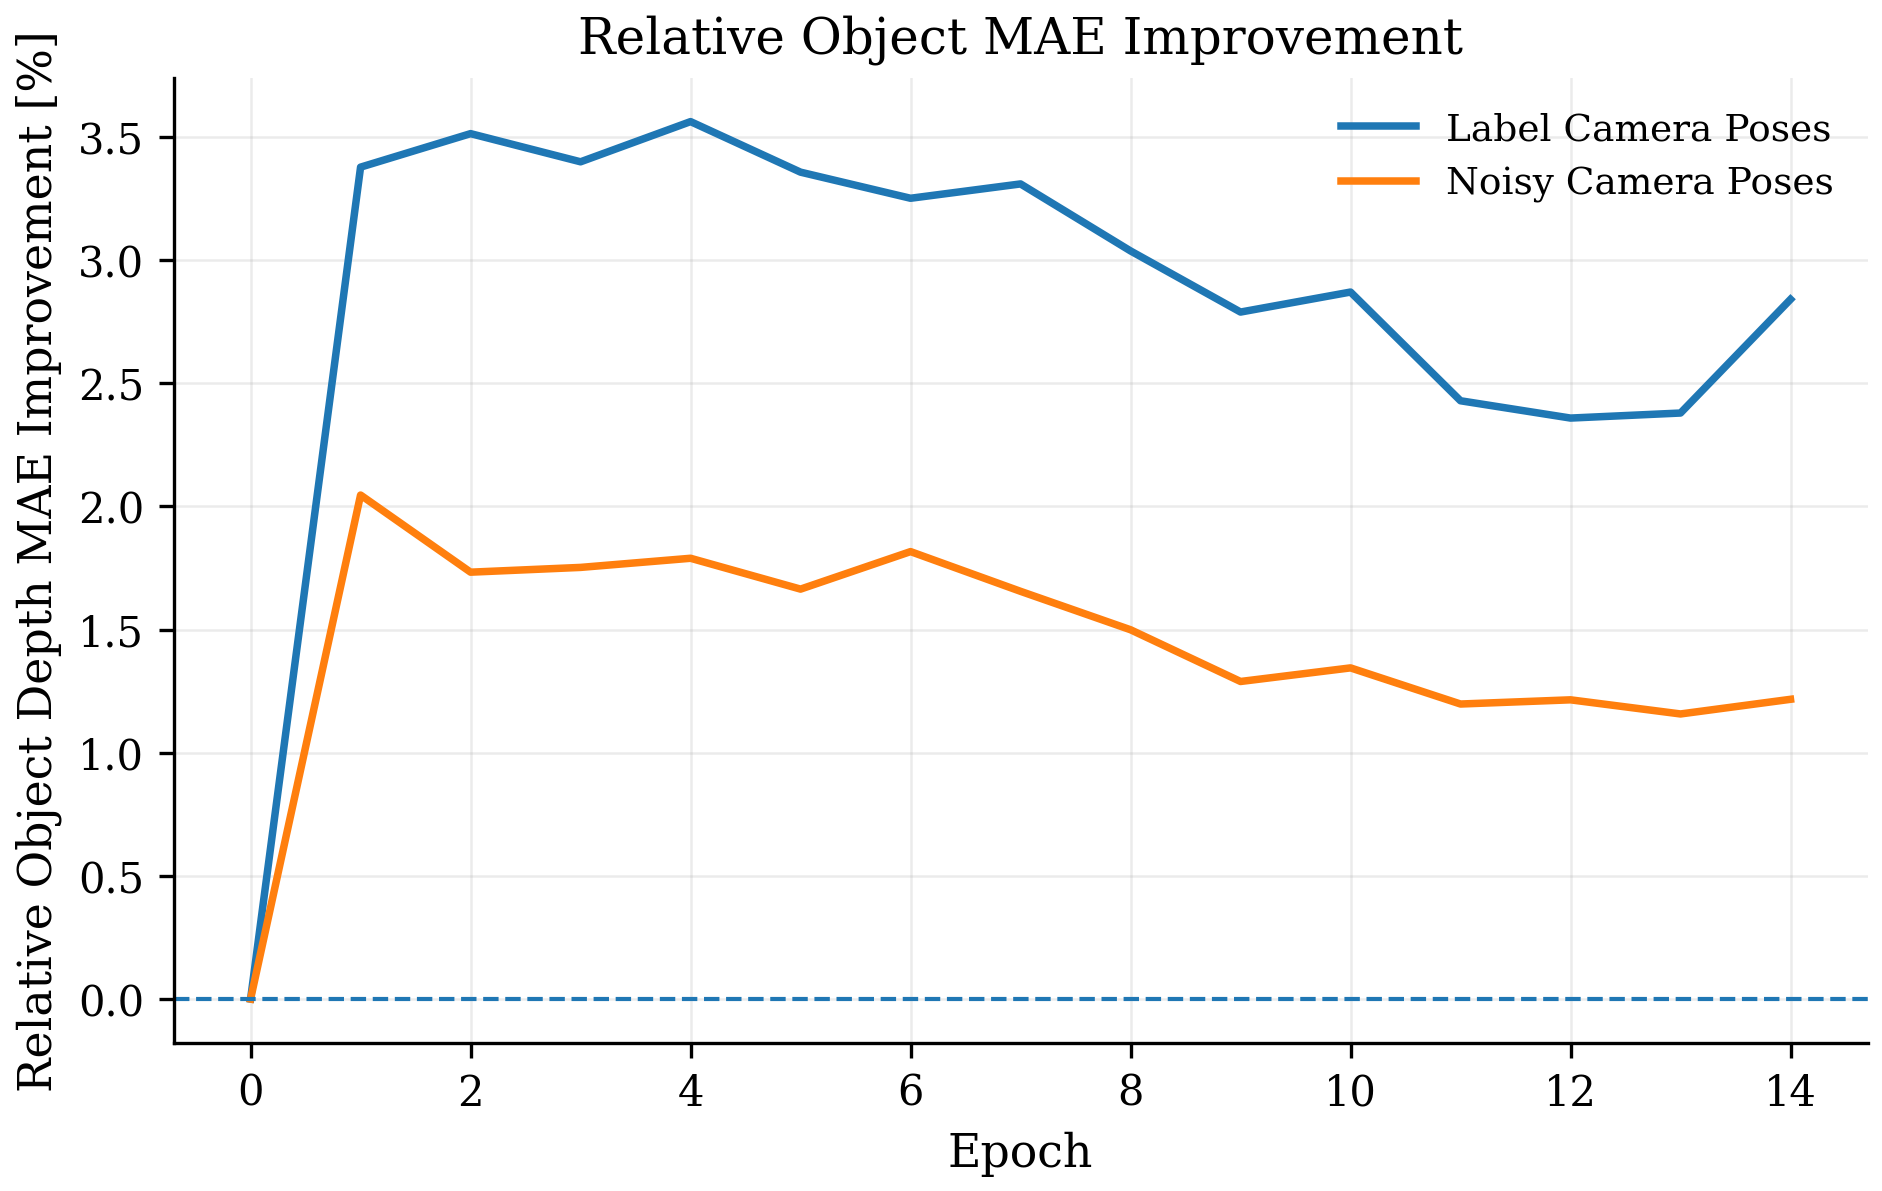 Relative Object MAE Improvement
Relative Object Depth MAE Improvement [%]
3.5
3.0
2.5
2.0
1.5
1.0
0.5
0.0
Label Camera Poses
Noisy Camera Poses
0 2 4 6 8 10 12 14
Epoch